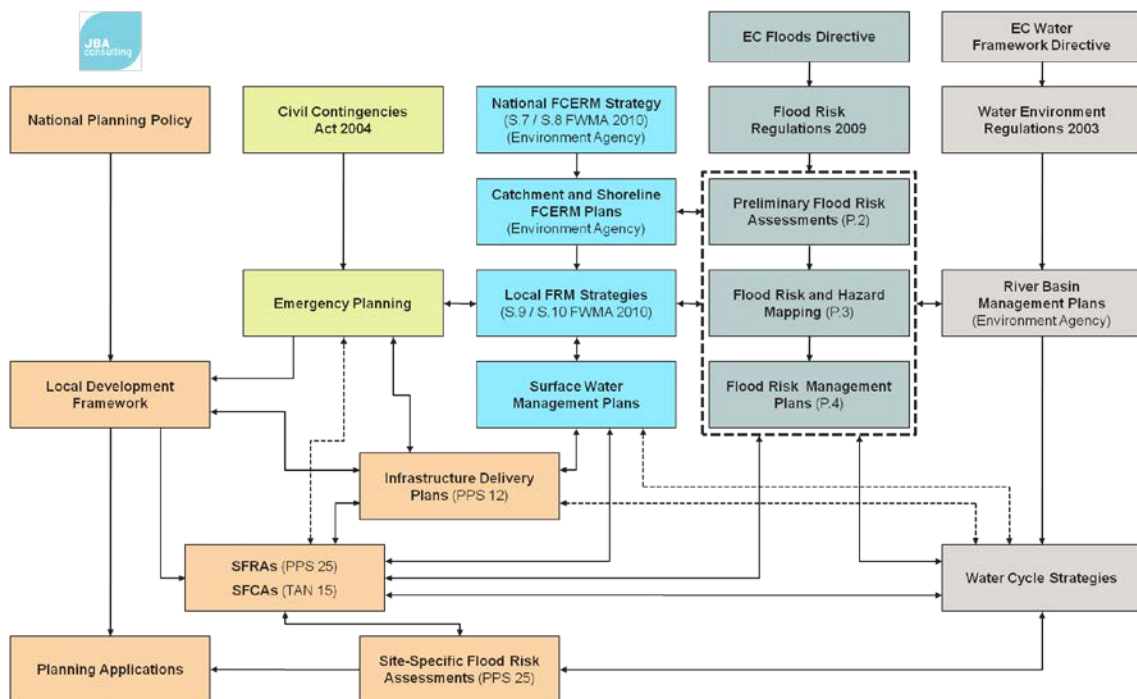 JBA
consulting
EC Floods Directive
EC Water
Framework Directive
National Planning Policy
Civil Contingencies
Act 2004
National FCERM Strategy
(S.7 / S.8 FWMA 2010)
(Environment Agency)
Flood Risk
Regulations 2009
Water Environment
Regulations 2003
Catchment and Shoreline
FCERM Plans
(Environment Agency)
Preliminary Flood Risk
Assessments (P.2)
Emergency Planning
Local FRM Strategies
(S.9 / S.10 FWMA 2010)
Flood Risk and Hazard
Mapping (P.3)
River Basin
Management Plans
(Environment Agency)
Local Development
Framework
Surface Water
Management Plans
Flood Risk Management
Plans (P.4)
Infrastructure Delivery
Plans (PPS 12)
SFRAs (PPS 25)
SFCAs (TAN 15)
Water Cycle Strategies
Planning Applications
Site-Specific Flood Risk
Assessments (PPS 25)